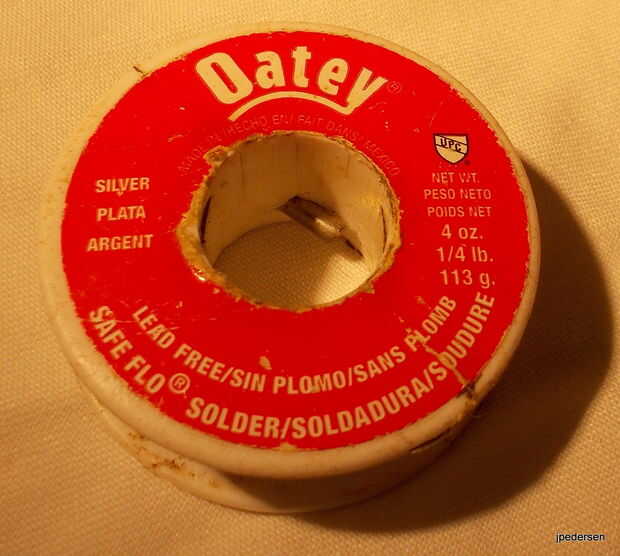 Oatey®
MADE IN/HECHO EN/FAIT DANS/MEXICO
UPC
SILVER
PLATA
ARGENT
NET WT.
PESO NETO
POIDS NET
4 oz.
1/4 lb.
113 g.
LEAD FREE/SIN PLOMO/SANS PLOMB
SAFE FLO® SOLDER/SOLDADURA/SOUDURE
jpedersen